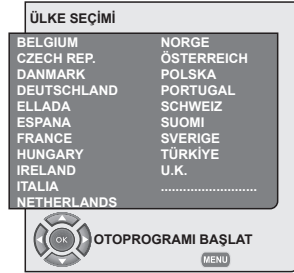 ÜLKE SEÇİMİ
BELGIUM
CZECH REP.
DANMARK
DEUTSCHLAND
ELLADA
ESPANA
FRANCE
HUNGARY
IRELAND
ITALIA
NETHERLANDS
NORGE
ÖSTERREICH
POLSKA
PORTUGAL
SCHWEIZ
SUOMI
SVERIGE
TÜRKİYE
U.K.
..........................
OK
OTOPROGRAMI BAŞLAT
MENU